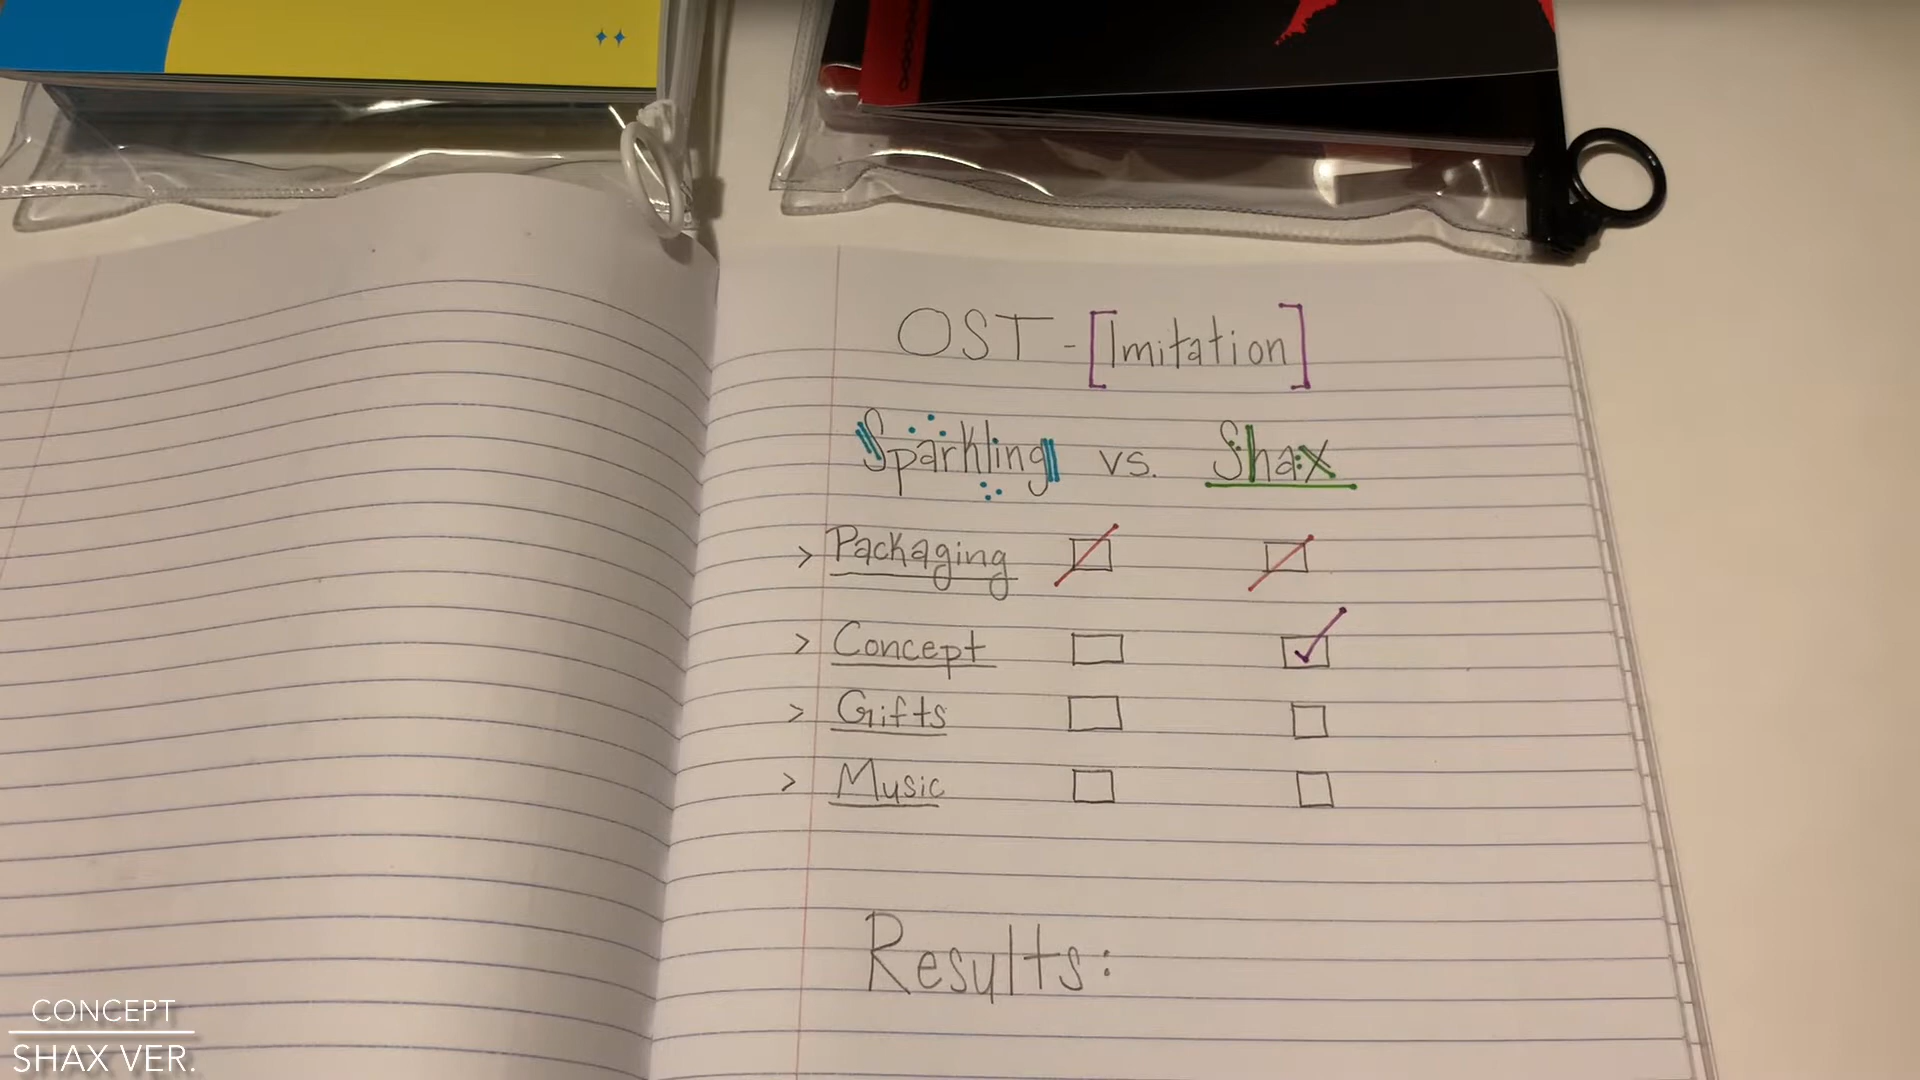 OST - [Imitation]
Sparkling vs. Shax
> Packaging
> Concept
> Gifts
> Music
Results:
CONCEPT
SHAX VER.